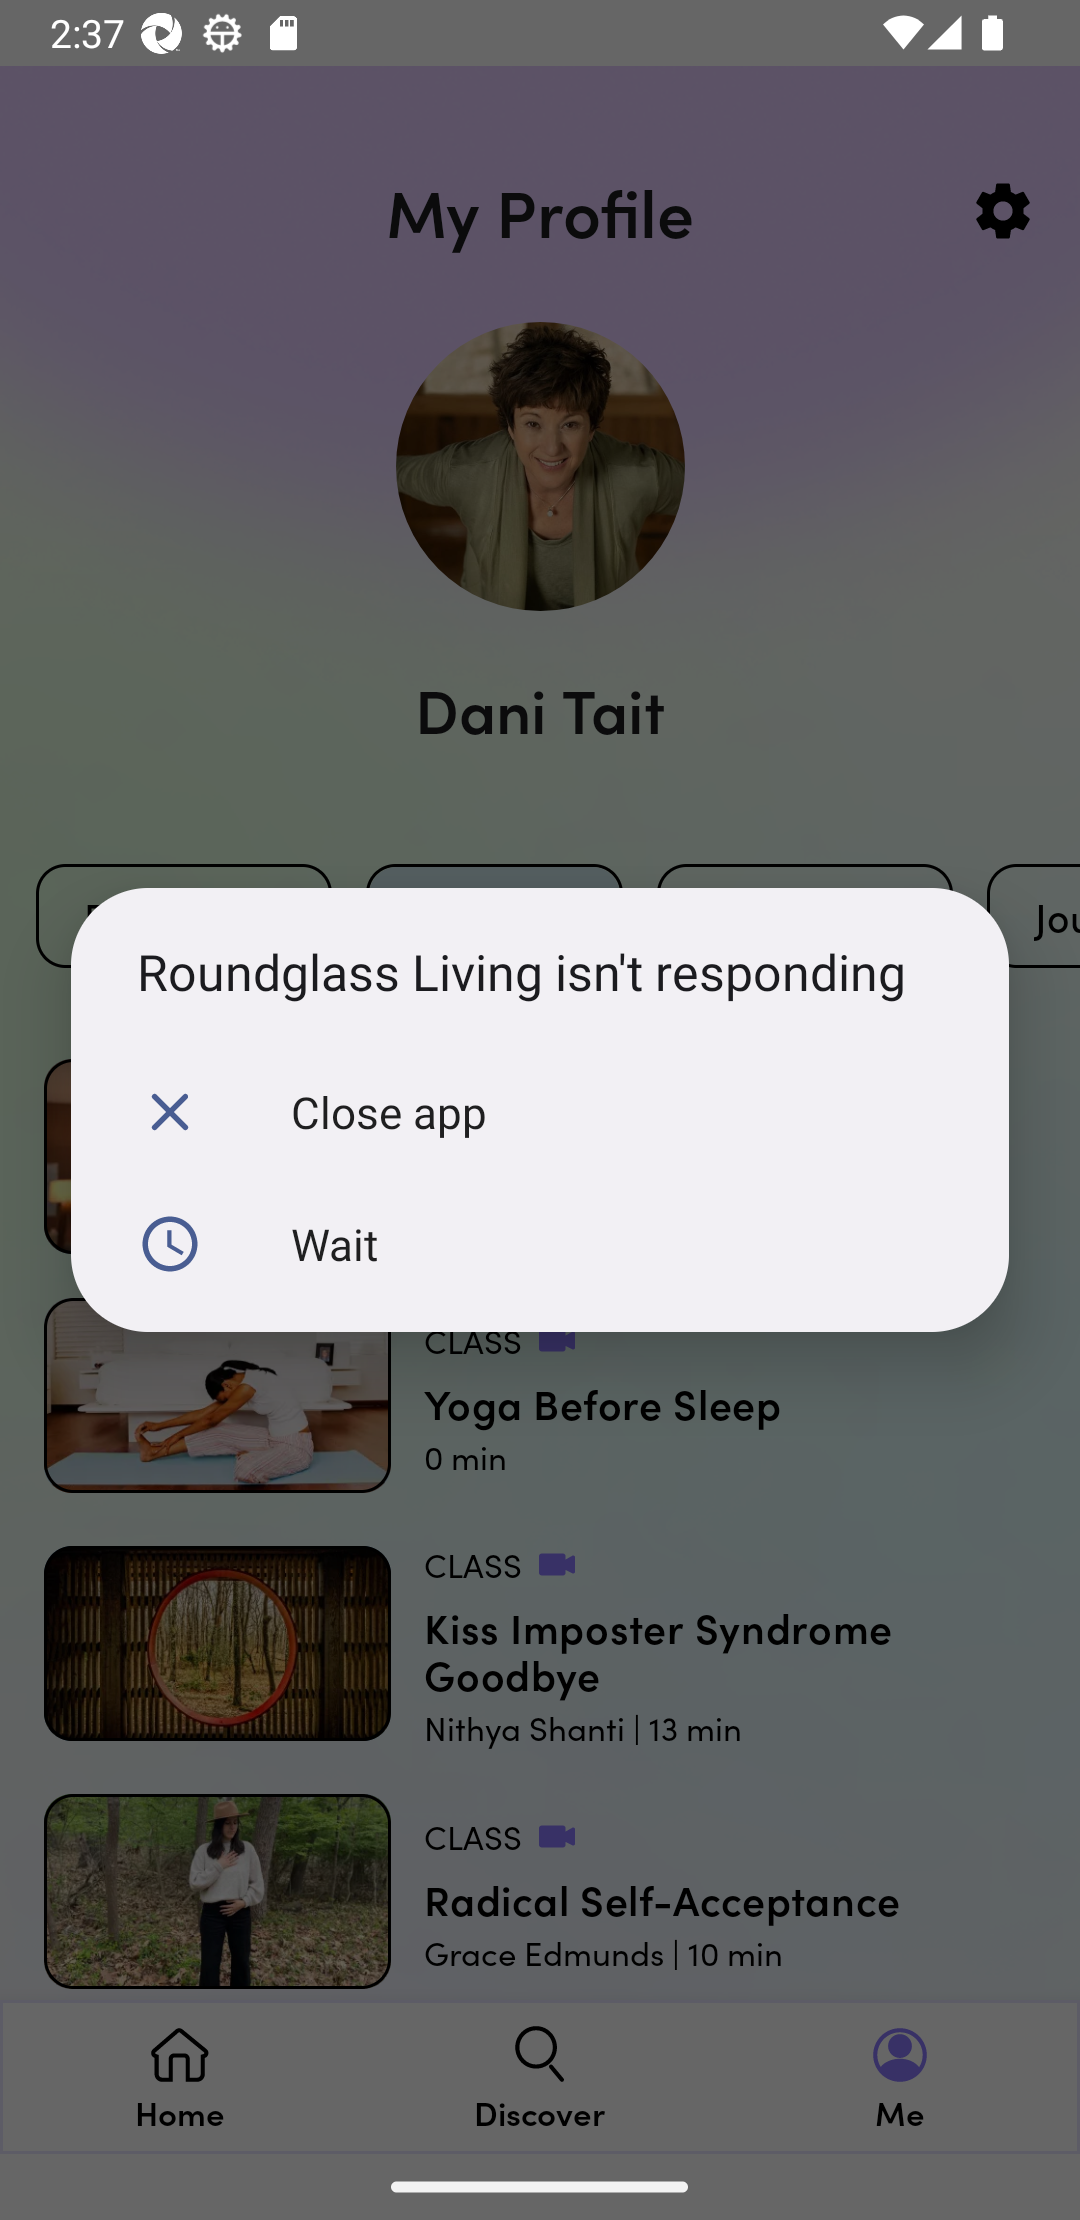 2:37
My Profile
Dani Tait
Roundglass Living isn't responding
Close app
Wait
CLASS
Yoga Before Sleep
0 min
CLASS
Kiss Imposter Syndrome
Goodbye
Nithya Shanti | 13 min
CLASS
Radical Self-Acceptance
Grace Edmunds | 10 min
Home
Discover
Me